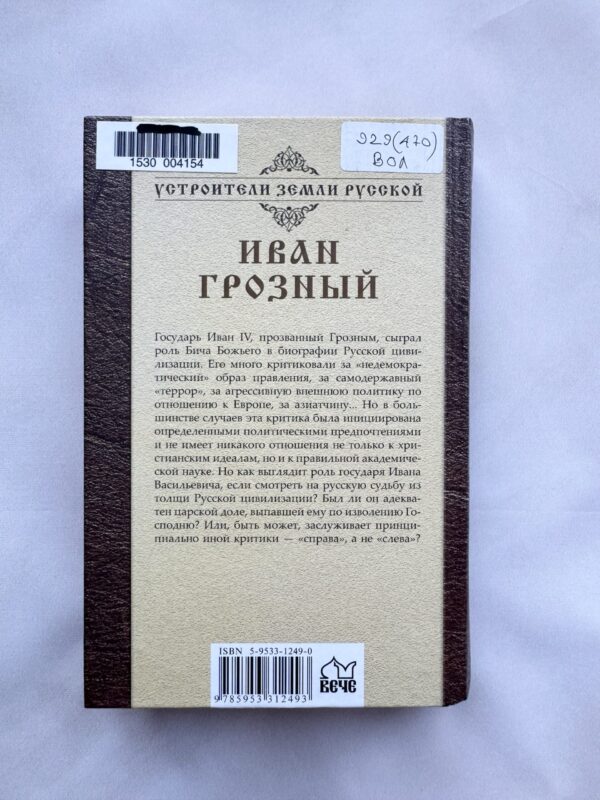 1530 004154
929(470)
ВОЛ
УСТРОИТЕЛИ ЗЕМЛИ РУССКОЙ
ИВАН
ГРОЗНЫЙ
Государь Иван IV, прозванный Грозным, сыграл
роль Бича Божьего в биографии Русской циви-
лизации. Его много критиковали за «недемокра-
тический» образ правления, за самодержавный
«террор», за агрессивную внешнюю политику по
отношению к Европе, за азиатчину... Но в боль-
шинстве случаев эта критика была инициирована
определенными политическими предпочтениями
и не имеет никакого отношения не только к хри-
стианским идеалам, но и к правильной академиче-
ской науке. Но как выглядит роль государя Ивана
Васильевича, если смотреть на русскую судьбу из
толщи Русской цивилизации? Был ли он адеква-
тен царской доле, выпавшей ему по изволению Го-
сподню? Или, быть может, заслуживает принци-
пиально иной критики — «справа», а не «слева»?
ISBN 5-9533-1249-0
9 785953 312493
ВЕЧЕ